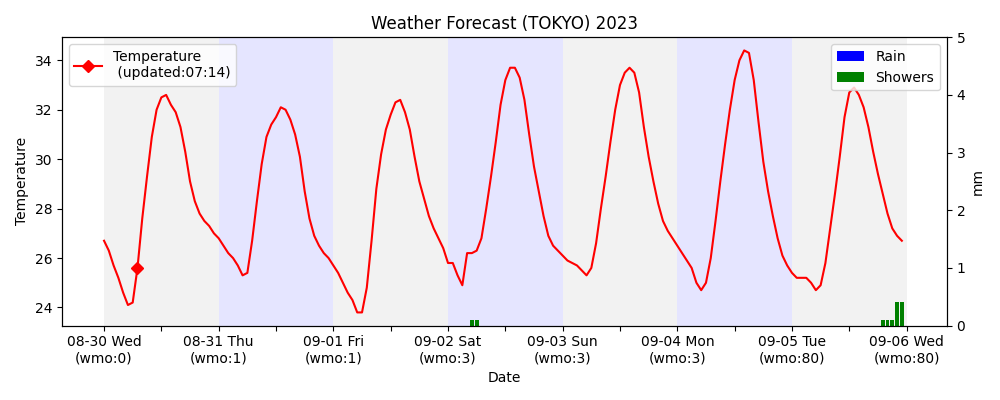 Weather Forecast (TOKYO) 2023
Temperature
(updated:07:14)
Rain
Showers
Temperature
34
32
30
28
26
24
5
4
3
2
1
0
mm
08-30 Wed
(wmo:0)
08-31 Thu
(wmo:1)
09-01 Fri
(wmo:1)
09-02 Sat
(wmo:3)
09-03 Sun
(wmo:3)
09-04 Mon
(wmo:3)
09-05 Tue
(wmo:80)
09-06 Wed
(wmo:80)
Date